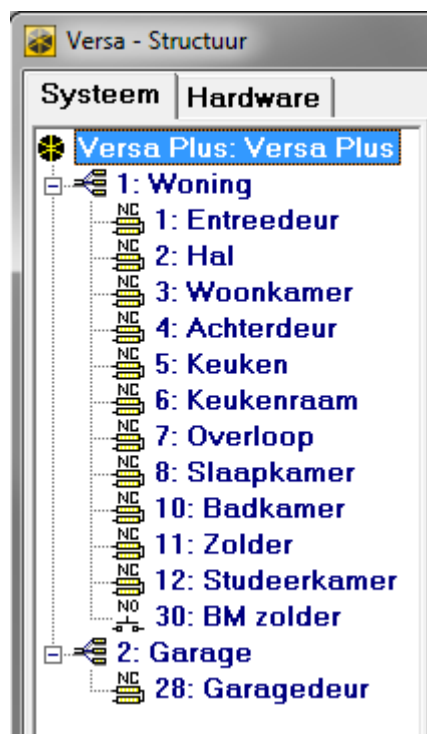 Versa - Structuur
Systeem Hardware
Versa Plus: Versa Plus
1: Woning
NC 1: Entreedeur
NC 2: Hal
NC 3: Woonkamer
NC 4: Achterdeur
NC 5: Keuken
NC 6: Keukenraam
NC 7: Overloop
NC 8: Slaapkamer
NC 10: Badkamer
NC 11: Zolder
NC 12: Studeerkamer
NO 30: BM zolder
2: Garage
NC 28: Garagedeur